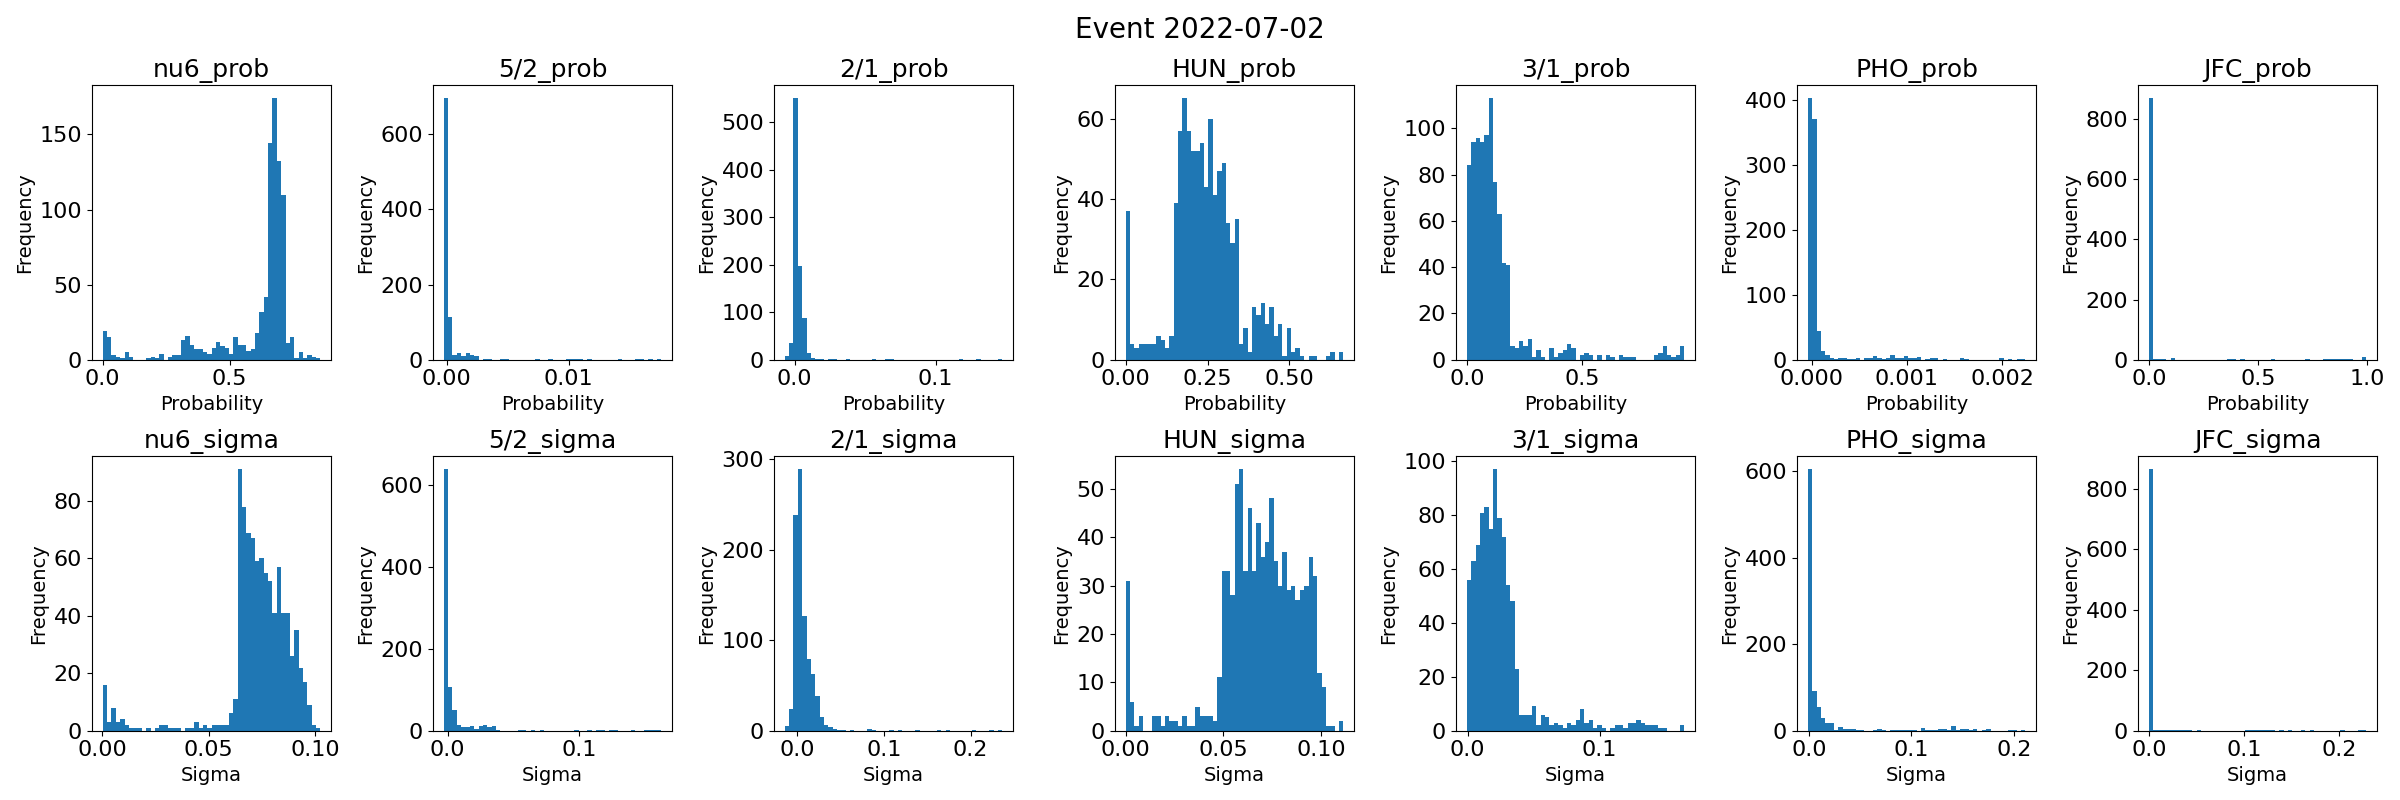 Event 2022-07-02
nu6_prob 5/2_prob 2/1_prob HUN_prob 3/1_prob PHO_prob JFC_prob
Frequency
150
100
50
0
0.0 0.5
Probability
Frequency
600
400
200
0
0.00 0.01
Probability
Frequency
500
400
300
200
100
0
0.0 0.1
Probability
Frequency
60
40
20
0
0.00 0.25 0.50
Probability
Frequency
100
80
60
40
20
0
0.0 0.5
Probability
Frequency
400
300
200
100
0
0.000 0.001 0.002
Probability
Frequency
800
600
400
200
0
0.0 0.5 1.0
Probability
nu6_sigma 5/2_sigma 2/1_sigma HUN_sigma 3/1_sigma PHO_sigma JFC_sigma
Frequency
80
60
40
20
0
0.00 0.05 0.10
Sigma
Frequency
600
400
200
0
0.0 0.1
Sigma
Frequency
300
200
100
0
0.0 0.1 0.2
Sigma
Frequency
50
40
30
20
10
0
0.00 0.05 0.10
Sigma
Frequency
100
80
60
40
20
0
0.0 0.1
Sigma
Frequency
600
400
200
0
0.0 0.1 0.2
Sigma
Frequency
800
600
400
200
0
0.0 0.1 0.2
Sigma